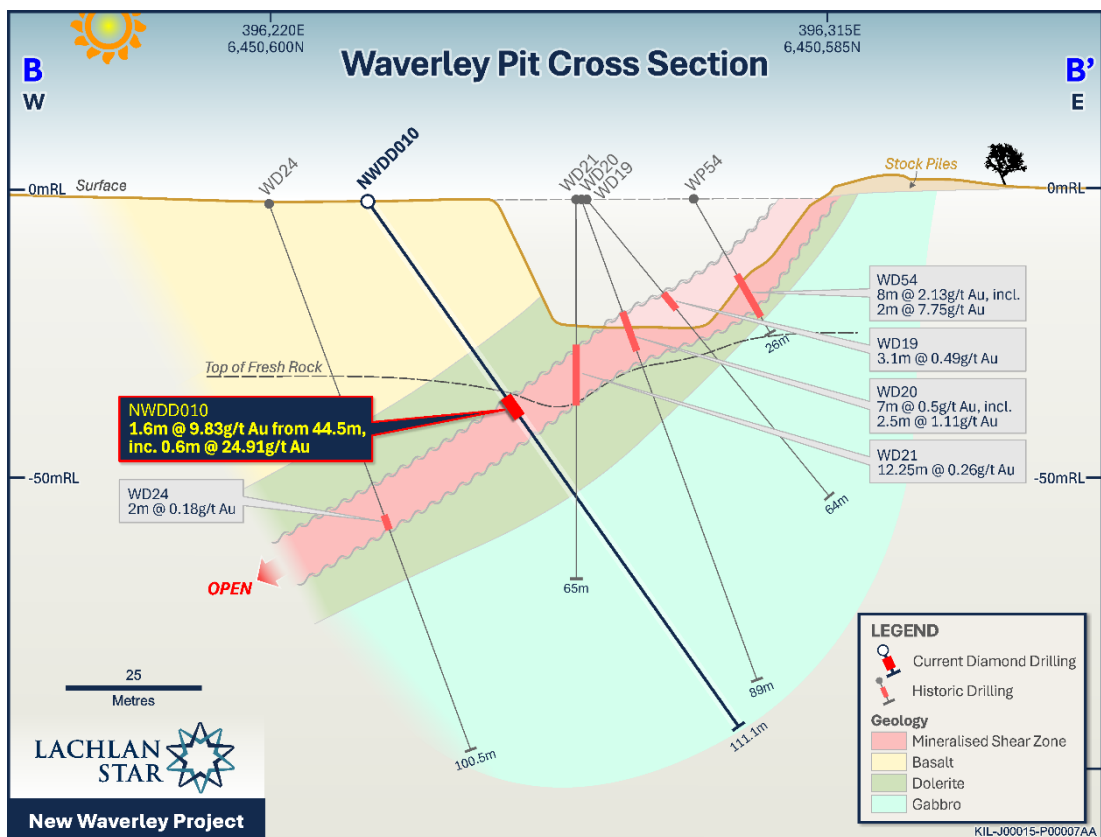 396,220E
6,450,600N
396,315E
6,450,585N
Waverley Pit Cross Section
B
W
B'
E
NWDD010
WD24
WD21
WD20
WD19
WP54
Stock Piles
0mRL
Surface
0mRL
WD54
8m @ 2.13g/t Au, incl.
2m @ 7.75g/t Au
26m
WD19
3.1m @ 0.49g/t Au
Top of Fresh Rock
WD20
7m @ 0.5g/t Au, incl.
2.5m @ 1.11g/t Au
NWDD010
1.6m @ 9.83g/t Au from 44.5m,
inc. 0.6m @ 24.91g/t Au
WD21
12.25m @ 0.26g/t Au
-50mRL
-50mRL
WD24
2m @ 0.18g/t Au
64m
OPEN
65m
LEGEND
Current Diamond Drilling
Historic Drilling
Geology
Mineralised Shear Zone
Basalt
Dolerite
Gabbro
25
Metres
89m
111.1m
100.5m
LACHLAN
STAR
New Waverley Project
KIL-J00015-P00007AA